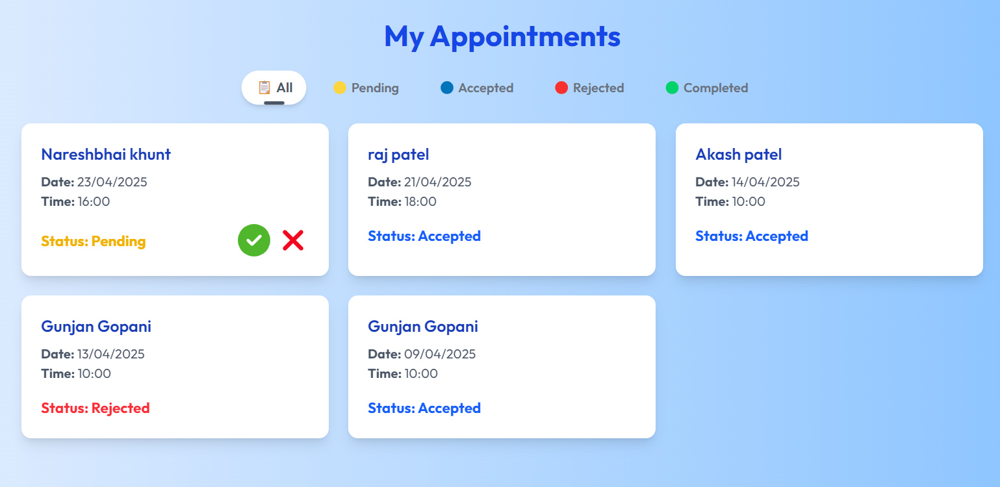 My Appointments
All
Pending
Accepted
Rejected
Completed
Nareshbhai khunt
Date: 23/04/2025
Time: 16:00
Status: Pending
raj patel
Date: 21/04/2025
Time: 18:00
Status: Accepted
Akash patel
Date: 14/04/2025
Time: 10:00
Status: Accepted
Gunjan Gopani
Date: 13/04/2025
Time: 10:00
Status: Rejected
Gunjan Gopani
Date: 09/04/2025
Time: 10:00
Status: Accepted